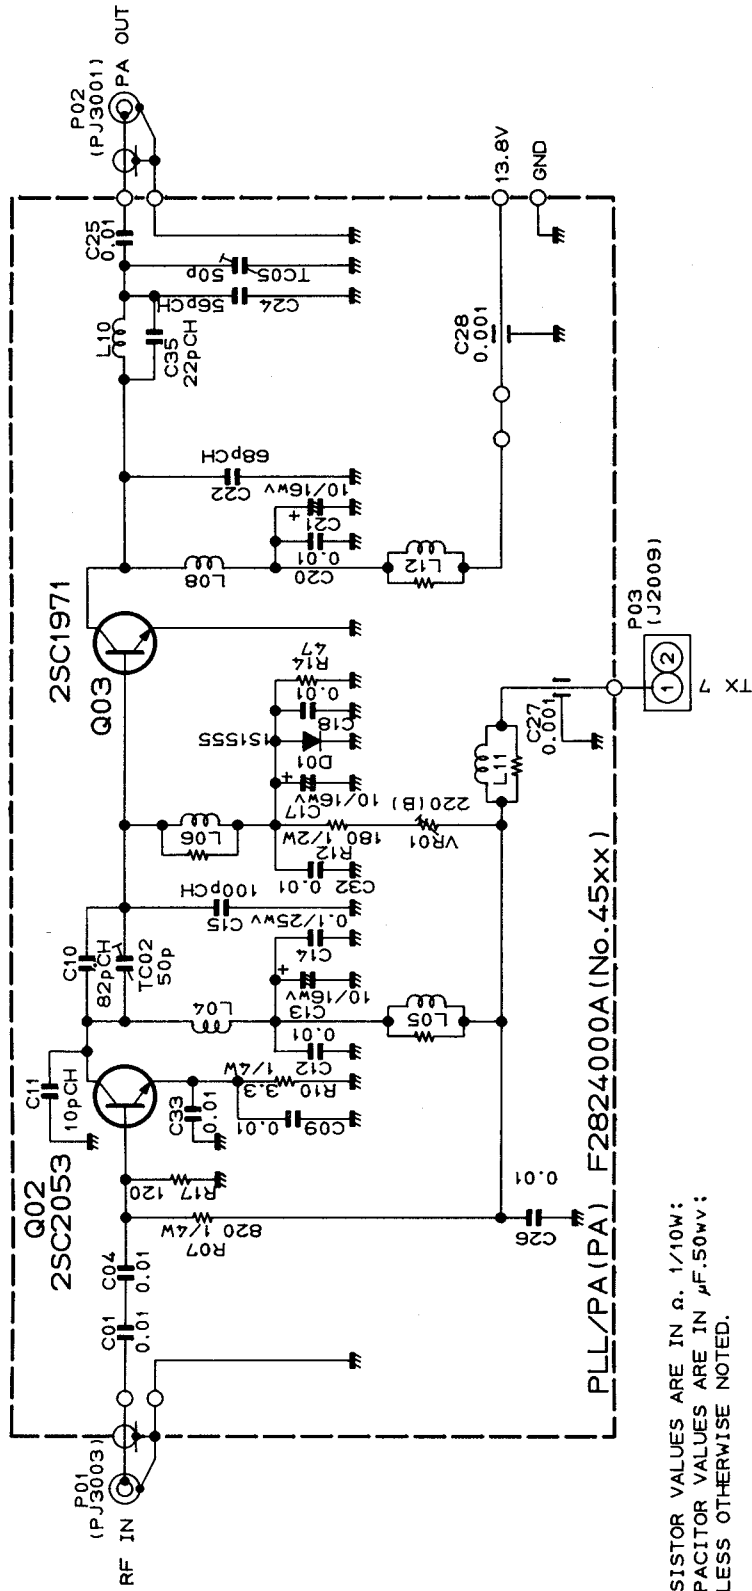 P01
(PJ3003)
RF IN
C01
0.01
C04
0.01
R07
1/4W
820
R17
120
Q02
2SC2053
C11
10pCH
C33
0.01
C09
0.01
R10
3.3
1/4W
C26
0.01
C10
82pCH
TC02
50p
L04
C12
0.01
C13
10/16wv
+
C14
0.1/25wv
L05
C15
100pCH
L06
C32
0.01
R12
180
1/2W
VR01
220(B)
C17
10/16wv
+
D01
1S1555
C18
0.01
R14
47
Q03
2SC1971
L11
C27
0.001
P03
(J2009)
1
2
TX 7
L08
C20
0.01
C21
10/16wv
+
L12
C22
68pCH
L10
C35
22pCH
C24
56pCH
TC05
50p
C25
0.01
C28
0.001
P02
(PJ3001)
PA OUT
13.8V
GND
PLL/PA(PA) F2824000A(No.45xx)
SISTOR VALUES ARE IN Ω, 1/10W;
PACITOR VALUES ARE IN µF.50wv;
LESS OTHERWISE NOTED.